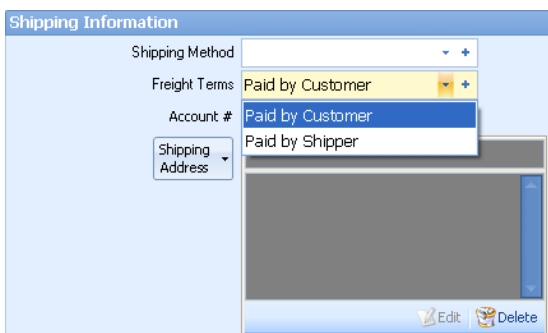 Shipping Information
Shipping Method
Freight Terms Paid by Customer
Account # Paid by Customer
Paid by Shipper
Shipping
Address
Edit Delete